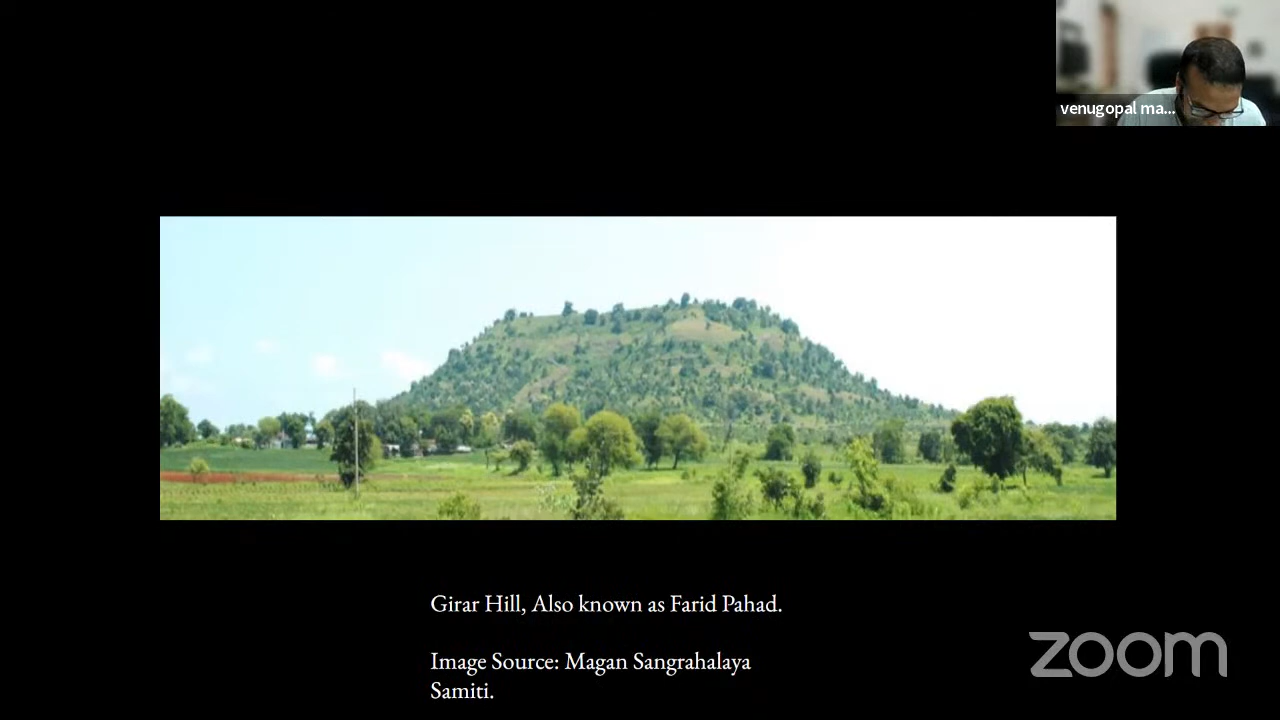 venugopal ma...
Girar Hill, Also known as Farid Pahad.
Image Source: Magan Sangrahalaya
Samiti.
zoom